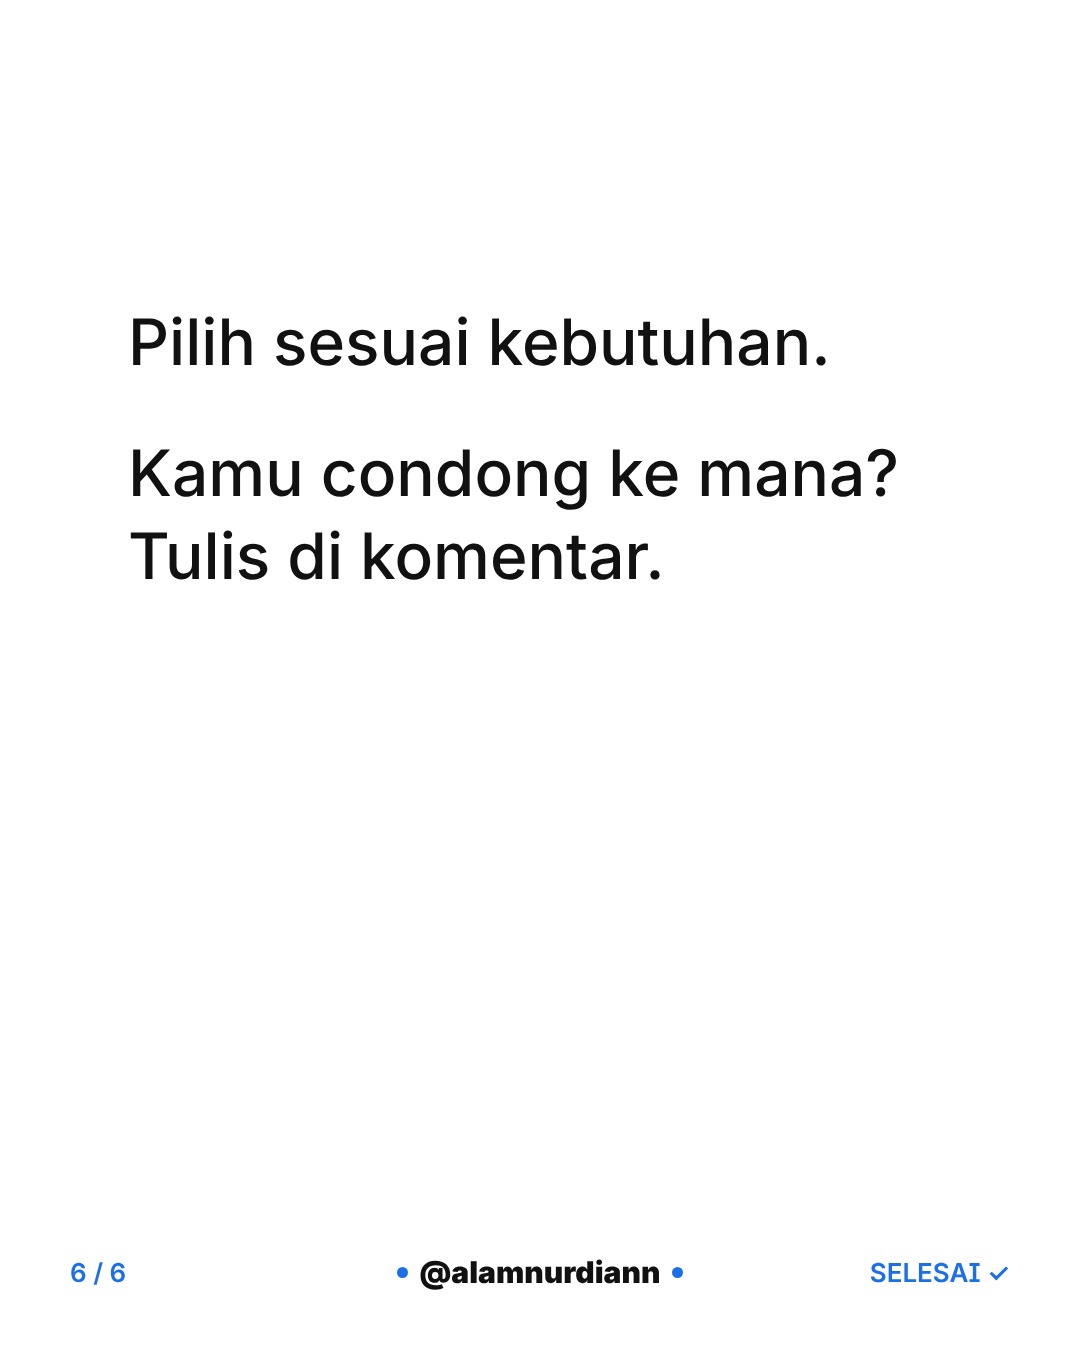 Pilih sesuai kebutuhan.
Kamu condong ke mana?
Tulis di komentar.
6 / 6
• @alamnurdiann •
SELESAI ✓